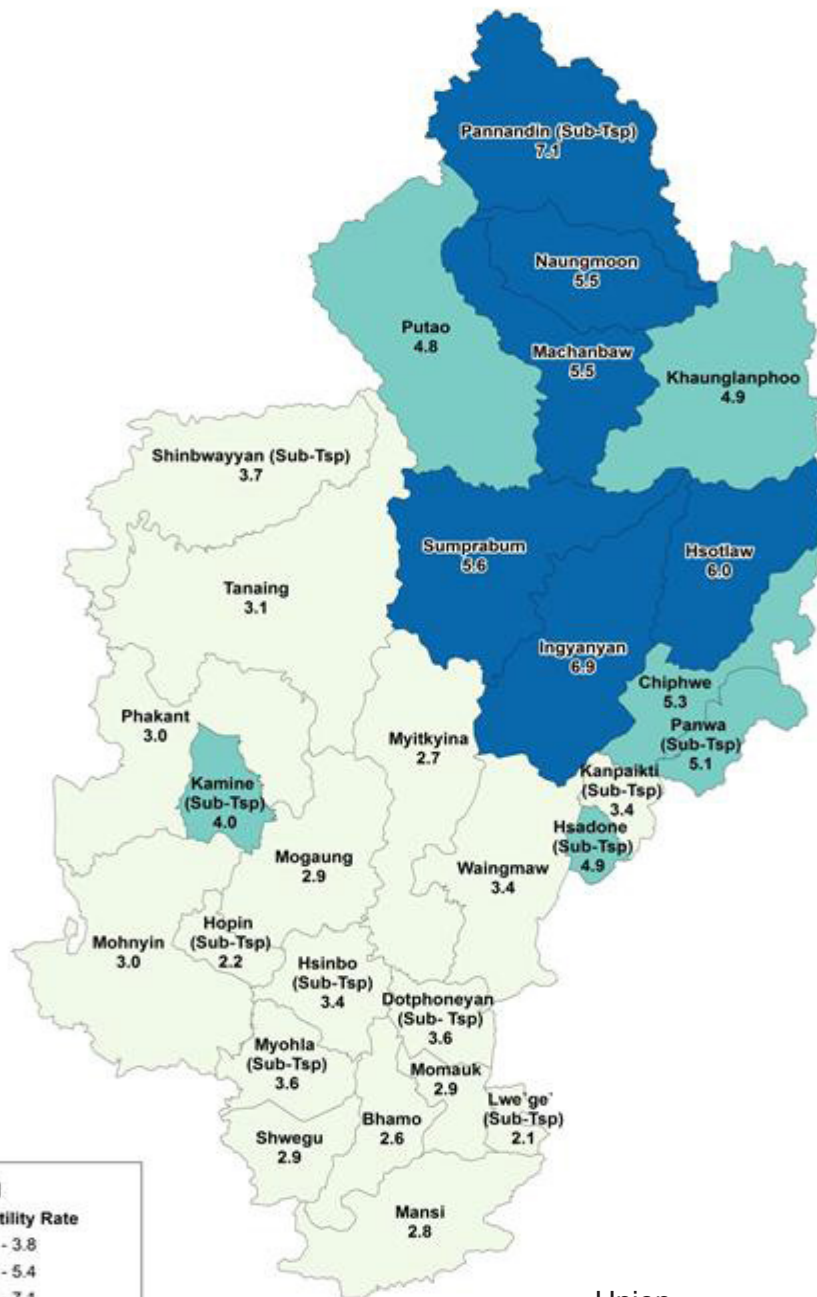 Pannandin (Sub-Tsp)
7.1
Naungmoon
5.5
Putao
4.8
Machanbaw
5.5
Khaunglanphoo
4.9
Shinbwayyan (Sub-Tsp)
3.7
Sumprabum
5.6
Hsotlaw
6.0
Tanaing
3.1
Ingyanyan
6.9
Chiphwe
5.3
Phakant
3.0
Myitkyina
2.7
Panwa
(Sub-Tsp)
5.1
Kamine
(Sub-Tsp)
4.0
Kanpaikti
(Sub-Tsp)
3.4
Hsadone
(Sub-Tsp)
4.9
Mogaung
2.9
Waingmaw
3.4
Hopin
(Sub-Tsp)
2.2
Mohnyin
3.0
Hsinbo
(Sub-Tsp)
3.4
Dotphoneyan
(Sub- Tsp)
3.6
Myohla
(Sub-Tsp)
3.6
Momauk
2.9
Lwe`ge`
(Sub-Tsp)
2.1
Bhamo
2.6
Shwegu
2.9
Mansi
2.8
tility Rate
- 3.8
- 5.4